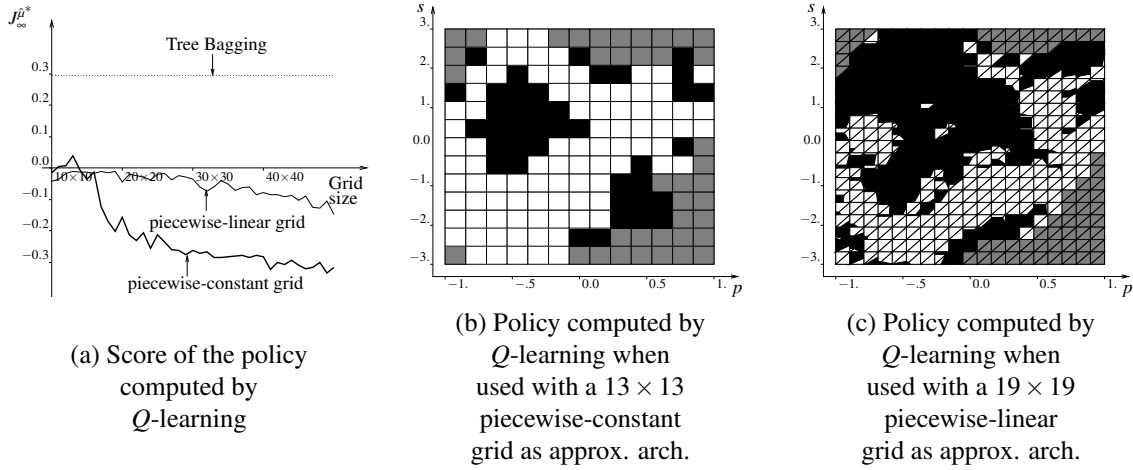 J_∞^{μ̂*}
Tree Bagging
0.3
0.2
0.1
0.0
10×10 20×20 30×30 40×40
Grid size
−0.1
−0.2
−0.3
piecewise-linear grid
piecewise-constant grid
(a) Score of the policy
computed by
Q-learning
s
3.
2.
1.
0.0
−1.
−2.
−3.
−1. −.5 0.0 0.5 1.
p
(b) Policy computed by
Q-learning when
used with a 13 × 13
piecewise-constant
grid as approx. arch.
s
3.
2.
1.
0.0
−1.
−2.
−3.
−1. −.5 0.0 0.5 1.
p
(c) Policy computed by
Q-learning when
used with a 19 × 19
piecewise-linear
grid as approx. arch.